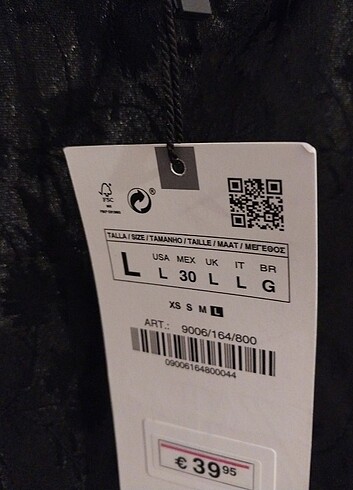 FSC
®
TALLA / SIZE / TAMANHO / TAILLE / MAAT / ΜΕΓΕΘΟΣ
L
USA MEX UK IT BR
L 30 L L G
XS S M L
ART.: 9006/164/800
09006164800044
€ 39 95